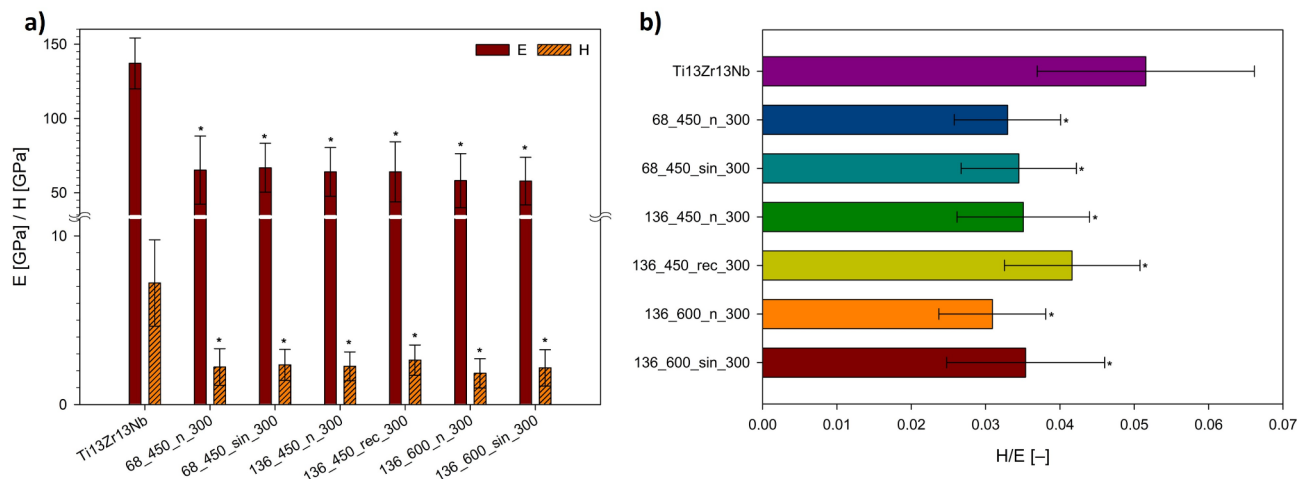 a)
E
H
150
100
50
10
0
E [GPa] / H [GPa]
* * * * * *
* * * * * *
Ti13Zr13Nb
68_450_n_300
68_450_sin_300
136_450_n_300
136_450_rec_300
136_600_n_300
136_600_sin_300
b)
Ti13Zr13Nb
68_450_n_300 *
68_450_sin_300 *
136_450_n_300 *
136_450_rec_300 *
136_600_n_300 *
136_600_sin_300 *
0.00 0.01 0.02 0.03 0.04 0.05 0.06 0.07
H/E [–]